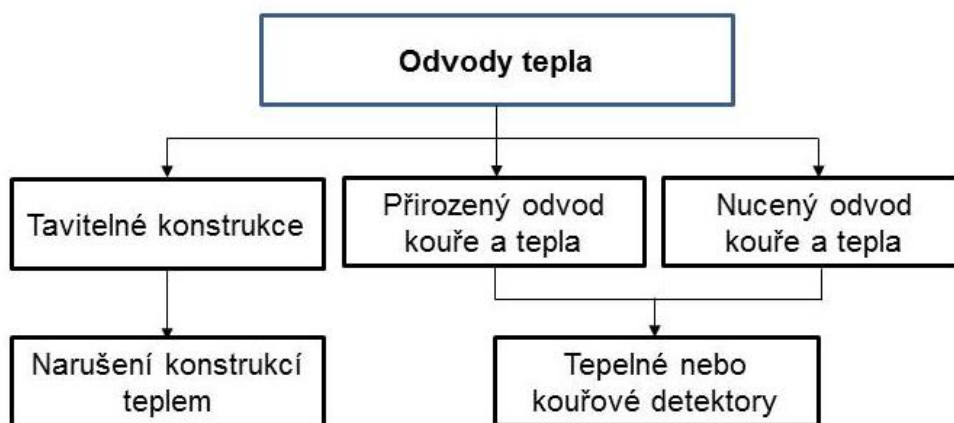 Odvody tepla
Tavitelné konstrukce
Přirozený odvod
kouře a tepla
Nucený odvod
kouře a tepla
Narušení konstrukcí
teplem
Tepelné nebo
kouřové detektory